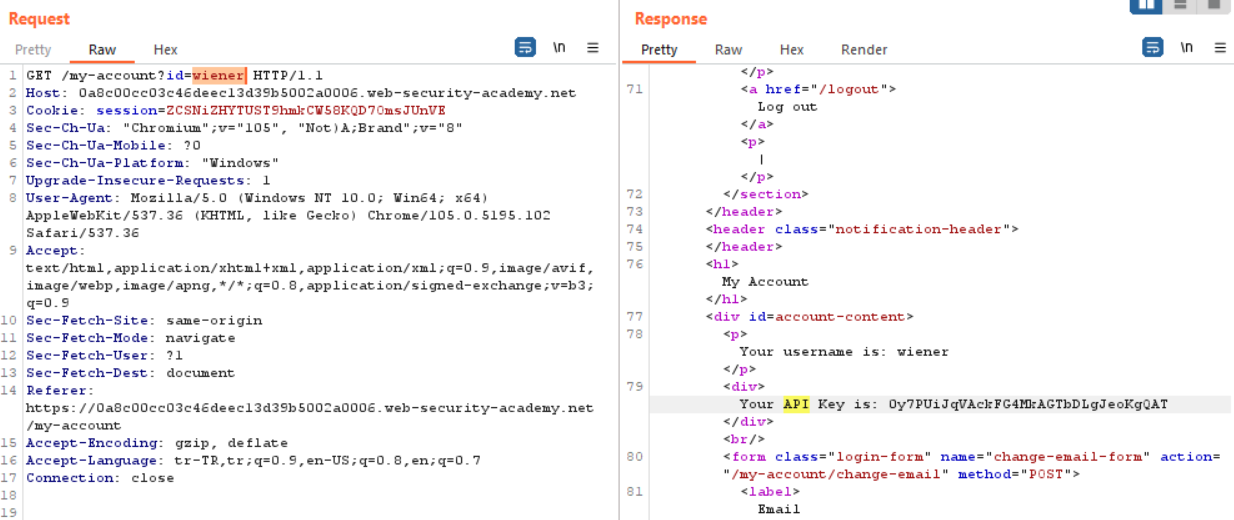 Request
Response
Pretty Raw Hex \n
Pretty Raw Hex Render \n
1 GET /my-account?id=wiener HTTP/1.1
2 Host: 0a8c00cc03c46deec13d39b5002a0006.web-security-academy.net
3 Cookie: session=ZCSNiZHYTUST9hmkCW58KQD70msJUnVE
4 Sec-Ch-Ua: "Chromium";v="105", "Not)A;Brand";v="8"
5 Sec-Ch-Ua-Mobile: ?0
6 Sec-Ch-Ua-Platform: "Windows"
7 Upgrade-Insecure-Requests: 1
8 User-Agent: Mozilla/5.0 (Windows NT 10.0; Win64; x64)
AppleWebKit/537.36 (KHTML, like Gecko) Chrome/105.0.5195.102
Safari/537.36
9 Accept:
text/html,application/xhtml+xml,application/xml;q=0.9,image/avif,
image/webp,image/apng,*/*;q=0.8,application/signed-exchange;v=b3;
q=0.9
10 Sec-Fetch-Site: same-origin
11 Sec-Fetch-Mode: navigate
12 Sec-Fetch-User: ?1
13 Sec-Fetch-Dest: document
14 Referer:
https://0a8c00cc03c46deec13d39b5002a0006.web-security-academy.net
/my-account
15 Accept-Encoding: gzip, deflate
16 Accept-Language: tr-TR,tr;q=0.9,en-US;q=0.8,en;q=0.7
17 Connection: close
18
19
</p>
71 <a href="/logout">
Log out
</a>
<p>
|
</p>
72 </section>
73 </header>
74 <header class="notification-header">
75 </header>
76 <h1>
My Account
</h1>
77 <div id=account-content>
78 <p>
Your username is: wiener
</p>
79 <div>
Your API Key is: 0y7PUiJqVAckFG4MkAGTbDLgJeoKgQAT
</div>
<br/>
80 <form class="login-form" name="change-email-form" action=
"/my-account/change-email" method="POST">
81 <label>
Email